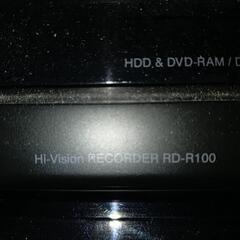 HDD & DVD-RAM / D
Hi-Vision RECORDER RD-R100